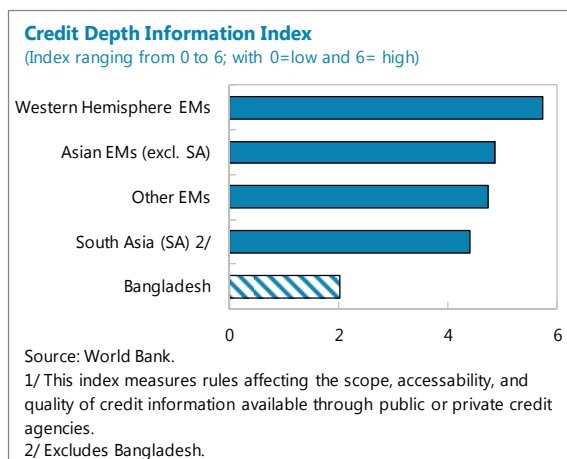 Credit Depth Information Index
(Index ranging from 0 to 6; with 0=low and 6= high)
Western Hemisphere EMs
Asian EMs (excl. SA)
Other EMs
South Asia (SA) 2/
Bangladesh
0 2 4 6
Source: World Bank.
1/ This index measures rules affecting the scope, accessability, and
quality of credit information available through public or private credit
agencies.
2/ Excludes Bangladesh.